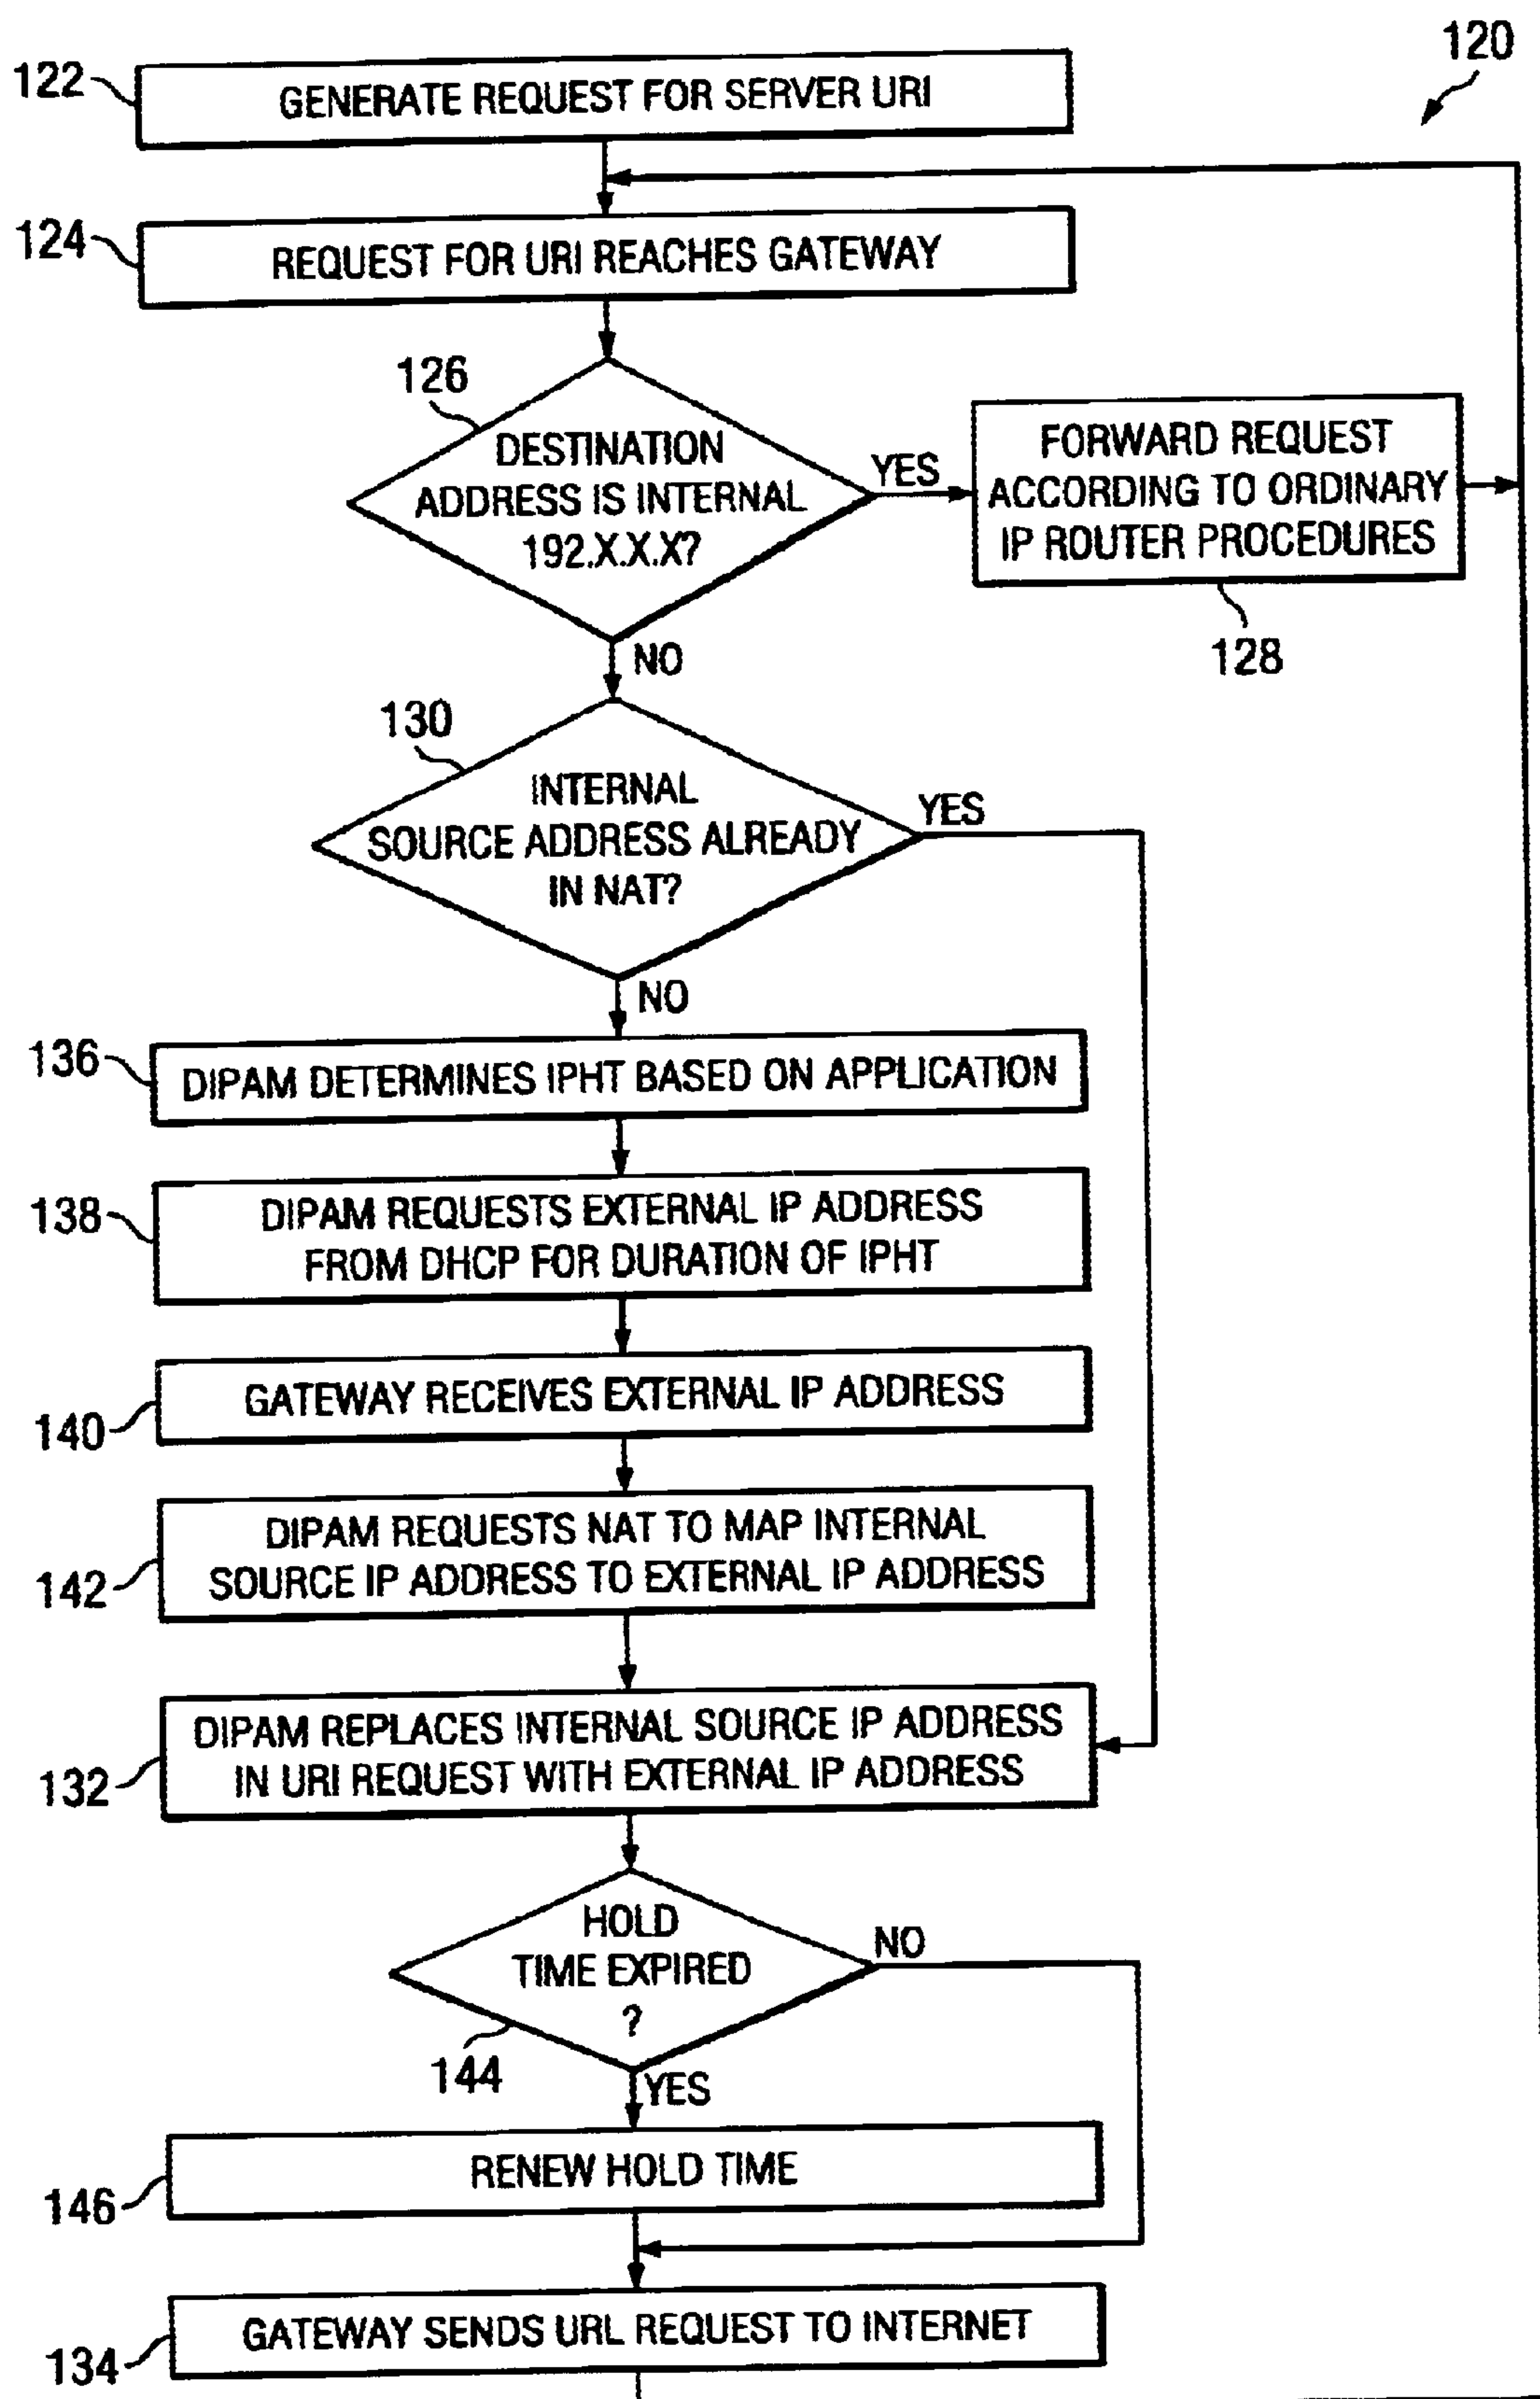 120
122
GENERATE REQUEST FOR SERVER URI
124
REQUEST FOR URI REACHES GATEWAY
126
DESTINATION
ADDRESS IS INTERNAL
192.X.X.X?
YES
FORWARD REQUEST
ACCORDING TO ORDINARY
IP ROUTER PROCEDURES
128
NO
130
INTERNAL
SOURCE ADDRESS ALREADY
IN NAT?
YES
NO
136
DIPAM DETERMINES IPHT BASED ON APPLICATION
138
DIPAM REQUESTS EXTERNAL IP ADDRESS
FROM DHCP FOR DURATION OF IPHT
140
GATEWAY RECEIVES EXTERNAL IP ADDRESS
142
DIPAM REQUESTS NAT TO MAP INTERNAL
SOURCE IP ADDRESS TO EXTERNAL IP ADDRESS
132
DIPAM REPLACES INTERNAL SOURCE IP ADDRESS
IN URI REQUEST WITH EXTERNAL IP ADDRESS
HOLD
TIME EXPIRED
?
NO
144
YES
146
RENEW HOLD TIME
134
GATEWAY SENDS URL REQUEST TO INTERNET